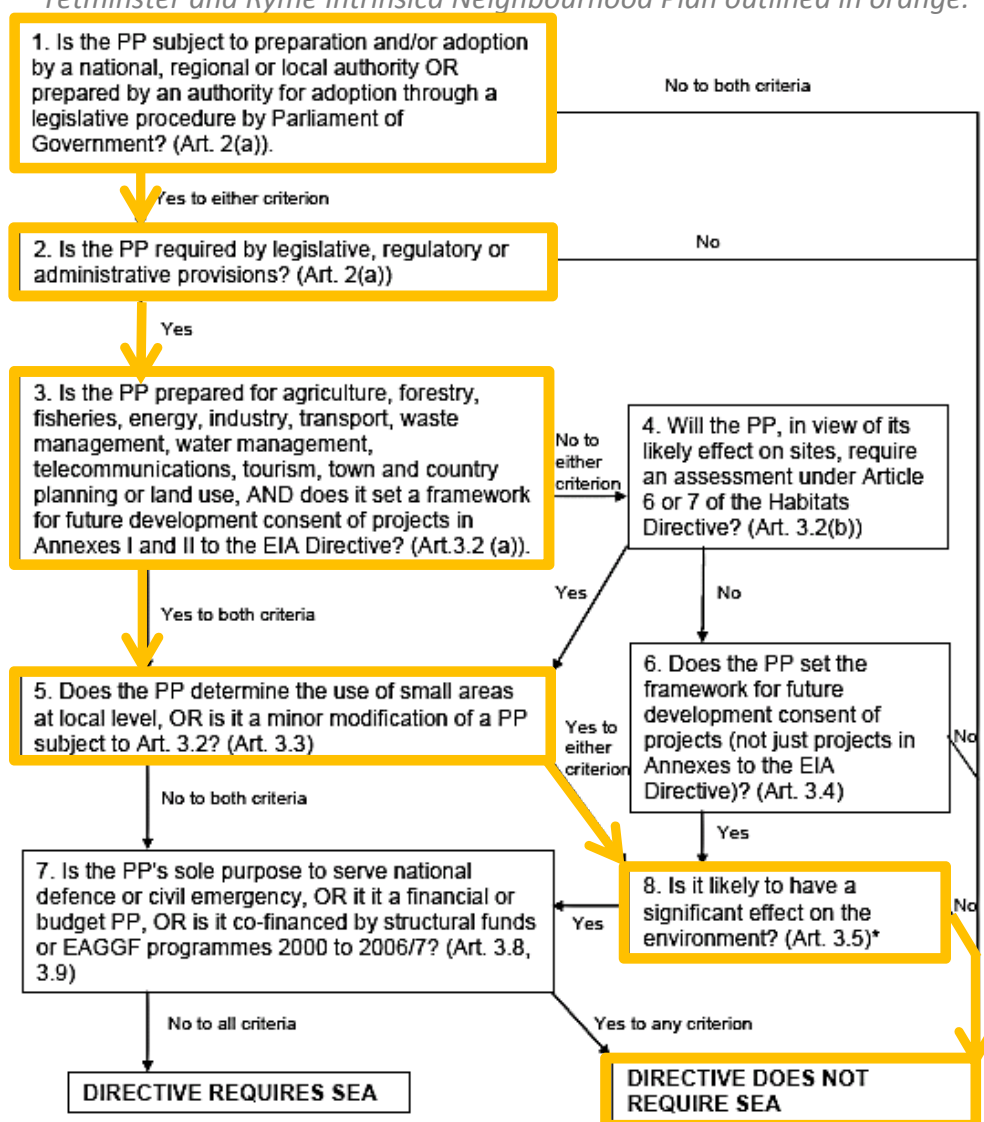 Yetminster and Ryme Intrinsica Neighbourhood Plan outlined in orange.
1. Is the PP subject to preparation and/or adoption
by a national, regional or local authority OR
prepared by an authority for adoption through a
legislative procedure by Parliament of
Government? (Art. 2(a)).
No to both criteria
Yes to either criterion
2. Is the PP required by legislative, regulatory or
administrative provisions? (Art. 2(a))
No
Yes
3. Is the PP prepared for agriculture, forestry,
fisheries, energy, industry, transport, waste
management, water management,
telecommunications, tourism, town and country
planning or land use, AND does it set a framework
for future development consent of projects in
Annexes I and II to the EIA Directive? (Art.3.2 (a)).
No to
either
criterion
4. Will the PP, in view of its
likely effect on sites, require
an assessment under Article
6 or 7 of the Habitats
Directive? (Art. 3.2(b))
Yes to both criteria
Yes
No
5. Does the PP determine the use of small areas
at local level, OR is it a minor modification of a PP
subject to Art. 3.2? (Art. 3.3)
Yes to
either
criterion
6. Does the PP set the
framework for future
development consent of
projects (not just projects in
Annexes to the EIA
Directive)? (Art. 3.4)
No
No to both criteria
Yes
7. Is the PP's sole purpose to serve national
defence or civil emergency, OR it it a financial or
budget PP, OR is it co-financed by structural funds
or EAGGF programmes 2000 to 2006/7? (Art. 3.8,
3.9)
Yes
8. Is it likely to have a
significant effect on the
environment? (Art. 3.5)*
No
No to all criteria
Yes to any criterion
DIRECTIVE REQUIRES SEA
DIRECTIVE DOES NOT
REQUIRE SEA